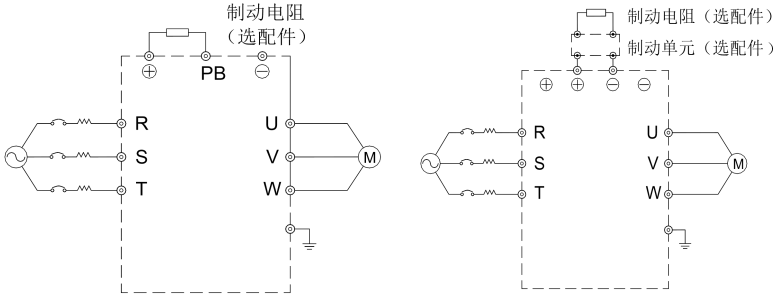 制动电阻
（选配件）
⊕ PB ⊖
R U
S V M
T W
制动电阻（选配件）
制动单元（选配件）
⊕ ⊕ ⊖ ⊖
R U
S V M
T W